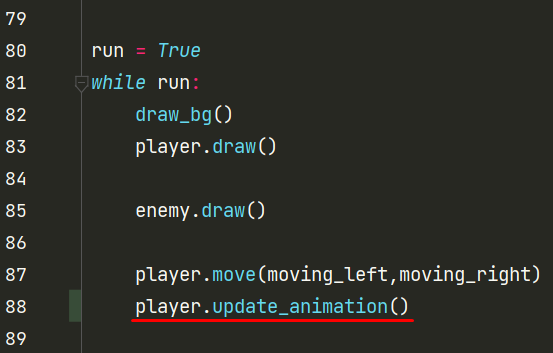 79
80 run = True
81 while run:
82 draw_bg()
83 player.draw()
84
85 enemy.draw()
86
87 player.move(moving_left,moving_right)
88 player.update_animation()
89